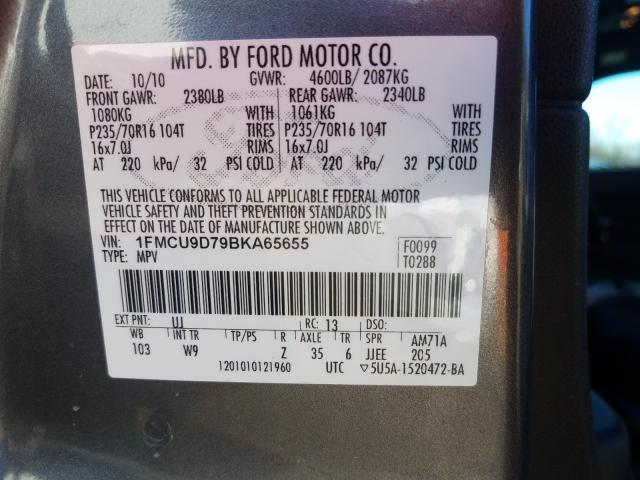 MFD. BY FORD MOTOR CO.
DATE: 10/10 GVWR: 4600LB/ 2087KG
FRONT GAWR: 2380LB REAR GAWR: 2340LB
1080KG WITH 1061KG WITH
P235/70R16 104T TIRES P235/70R16 104T TIRES
16x7.0J RIMS 16x7.0J RIMS
AT 220 kPa/ 32 PSI COLD AT 220 kPa/ 32 PSI COLD
THIS VEHICLE CONFORMS TO ALL APPLICABLE FEDERAL MOTOR
VEHICLE SAFETY AND THEFT PREVENTION STANDARDS IN
EFFECT ON THE DATE OF MANUFACTURE SHOWN ABOVE.
VIN: 1FMCU9D79BKA65655 F0099
TYPE: MPV T0288
EXT PNT: UJ RC: 13 DSO:
WB INT TR TP/PS R AXLE TR SPR AM71A
103 W9 Z 35 6 JJEE 205
1201010121960 UTC ▽5U5A-1520472-BA